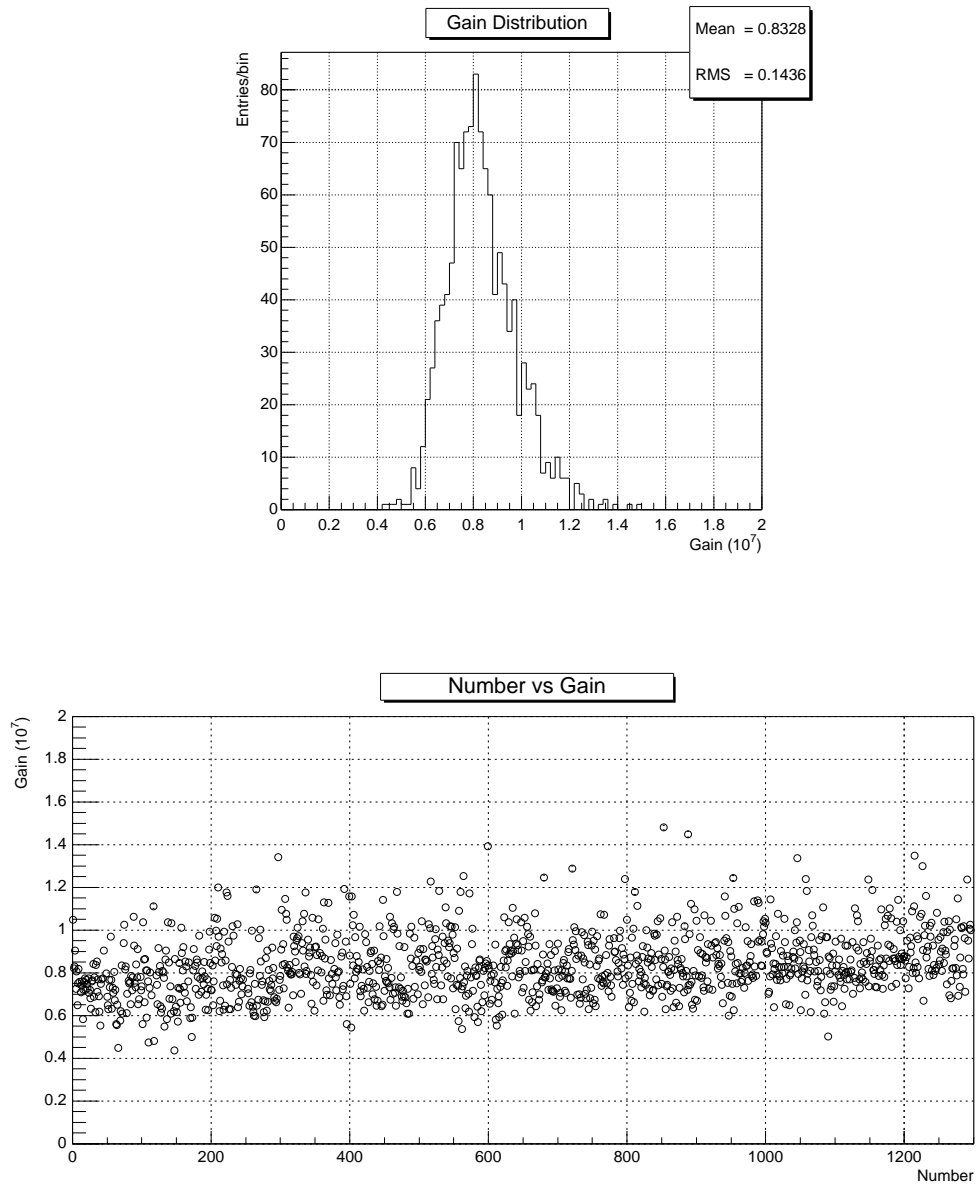 Gain Distribution
Mean = 0.8328
RMS = 0.1436
Entries/bin
80
70
60
50
40
30
20
10
0
0 0.2 0.4 0.6 0.8 1 1.2 1.4 1.6 1.8 2
Gain (10^7)
Number vs Gain
Gain (10^7)
2
1.8
1.6
1.4
1.2
1
0.8
0.6
0.4
0.2
0
0 200 400 600 800 1000 1200
Number